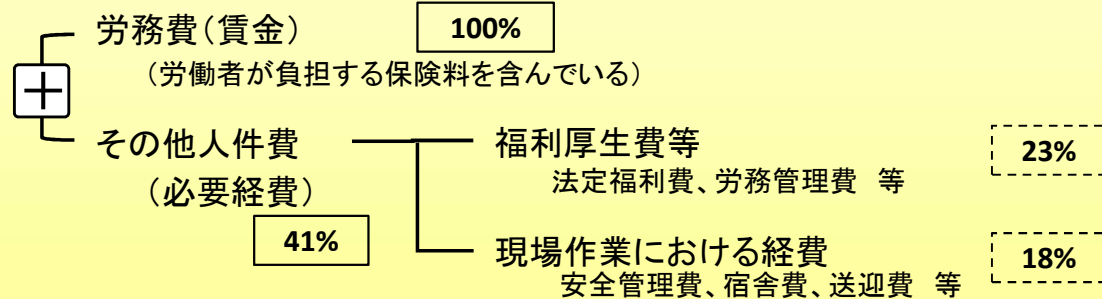 労務費(賃金) 100%
(労働者が負担する保険料を含んでいる)
その他人件費
(必要経費)
41%
福利厚生費等 23%
法定福利費、労務管理費 等
現場作業における経費 18%
安全管理費、宿舎費、送迎費 等